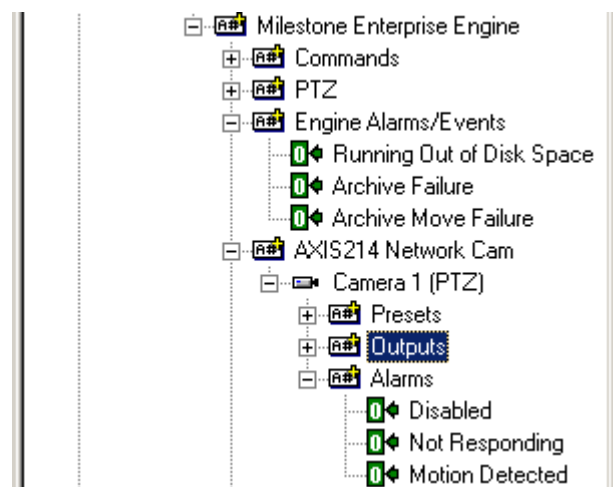 Milestone Enterprise Engine
Commands
PTZ
Engine Alarms/Events
Running Out of Disk Space
Archive Failure
Archive Move Failure
AXIS214 Network Cam
Camera 1 (PTZ)
Presets
Outputs
Alarms
Disabled
Not Responding
Motion Detected